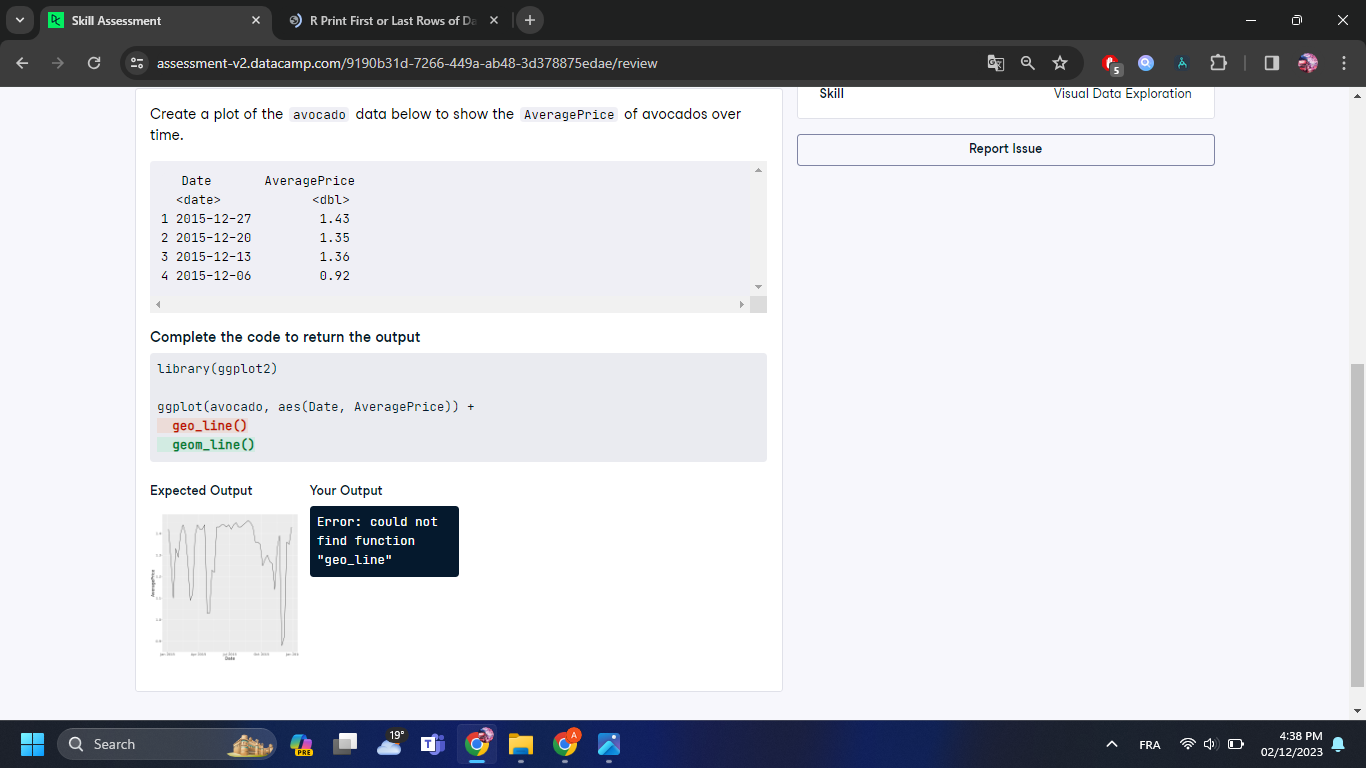 Skill Assessment
R Print First or Last Rows of Da
assessment-v2.datacamp.com/9190b31d-7266-449a-ab48-3d378875edae/review
5
Create a plot of the avocado data below to show the AveragePrice of avocados over
time.
Date AveragePrice
<date> <dbl>
1 2015-12-27 1.43
2 2015-12-20 1.35
3 2015-12-13 1.36
4 2015-12-06 0.92
Complete the code to return the output
library(ggplot2)
ggplot(avocado, aes(Date, AveragePrice)) +
geo_line()
geom_line()
Expected Output
Your Output
Error: could not
find function
"geo_line"
AveragePrice
Date
Skill Visual Data Exploration
Report Issue
Search
PRE
19°
A
FRA
4:38 PM
02/12/2023